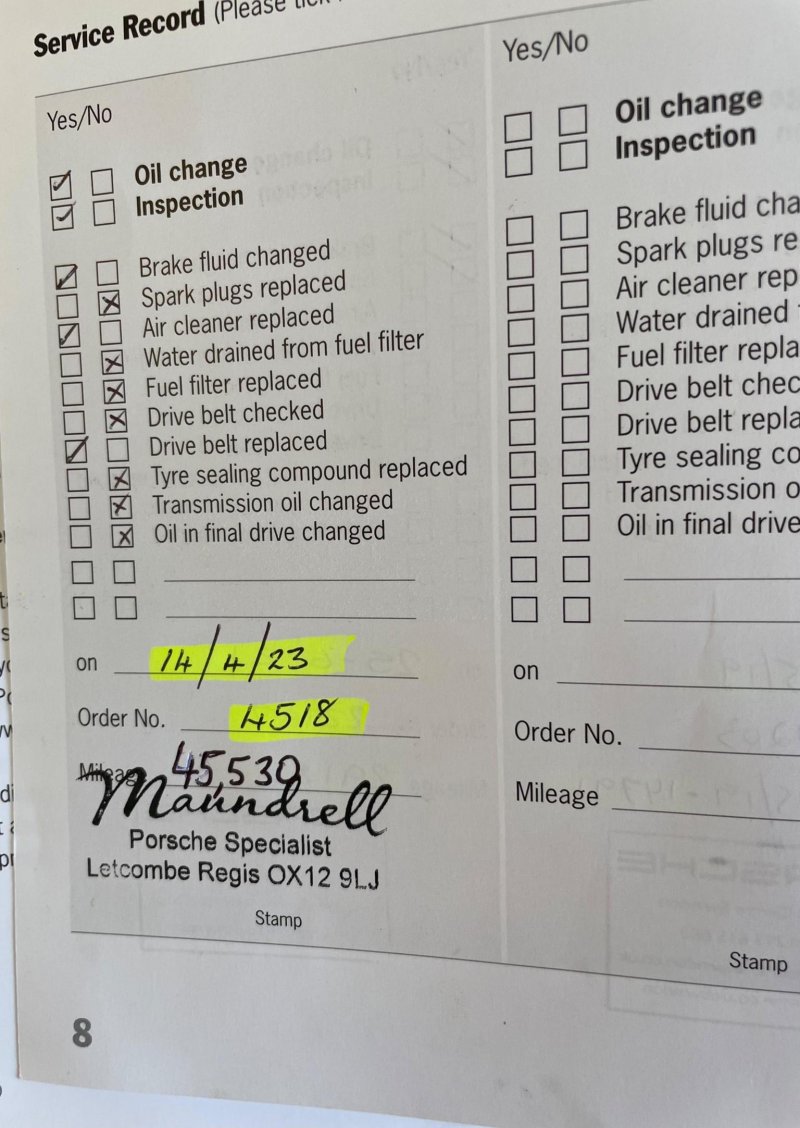 Service Record (Please tick
Yes/No
Oil change
Inspection
Brake fluid changed
Spark plugs replaced
Air cleaner replaced
Water drained from fuel filter
Fuel filter replaced
Drive belt checked
Drive belt replaced
Tyre sealing compound replaced
Transmission oil changed
Oil in final drive changed
on 14/4/23
Order No. 4518
Mileage 45,530
Maundrell
Porsche Specialist
Letcombe Regis OX12 9LJ
Stamp
8
Yes/No
Oil change
Inspection
Brake fluid cha
Spark plugs re
Air cleaner rep
Water drained
Fuel filter repla
Drive belt chec
Drive belt repla
Tyre sealing co
Transmission o
Oil in final drive
on
Order No.
Mileage
Stamp